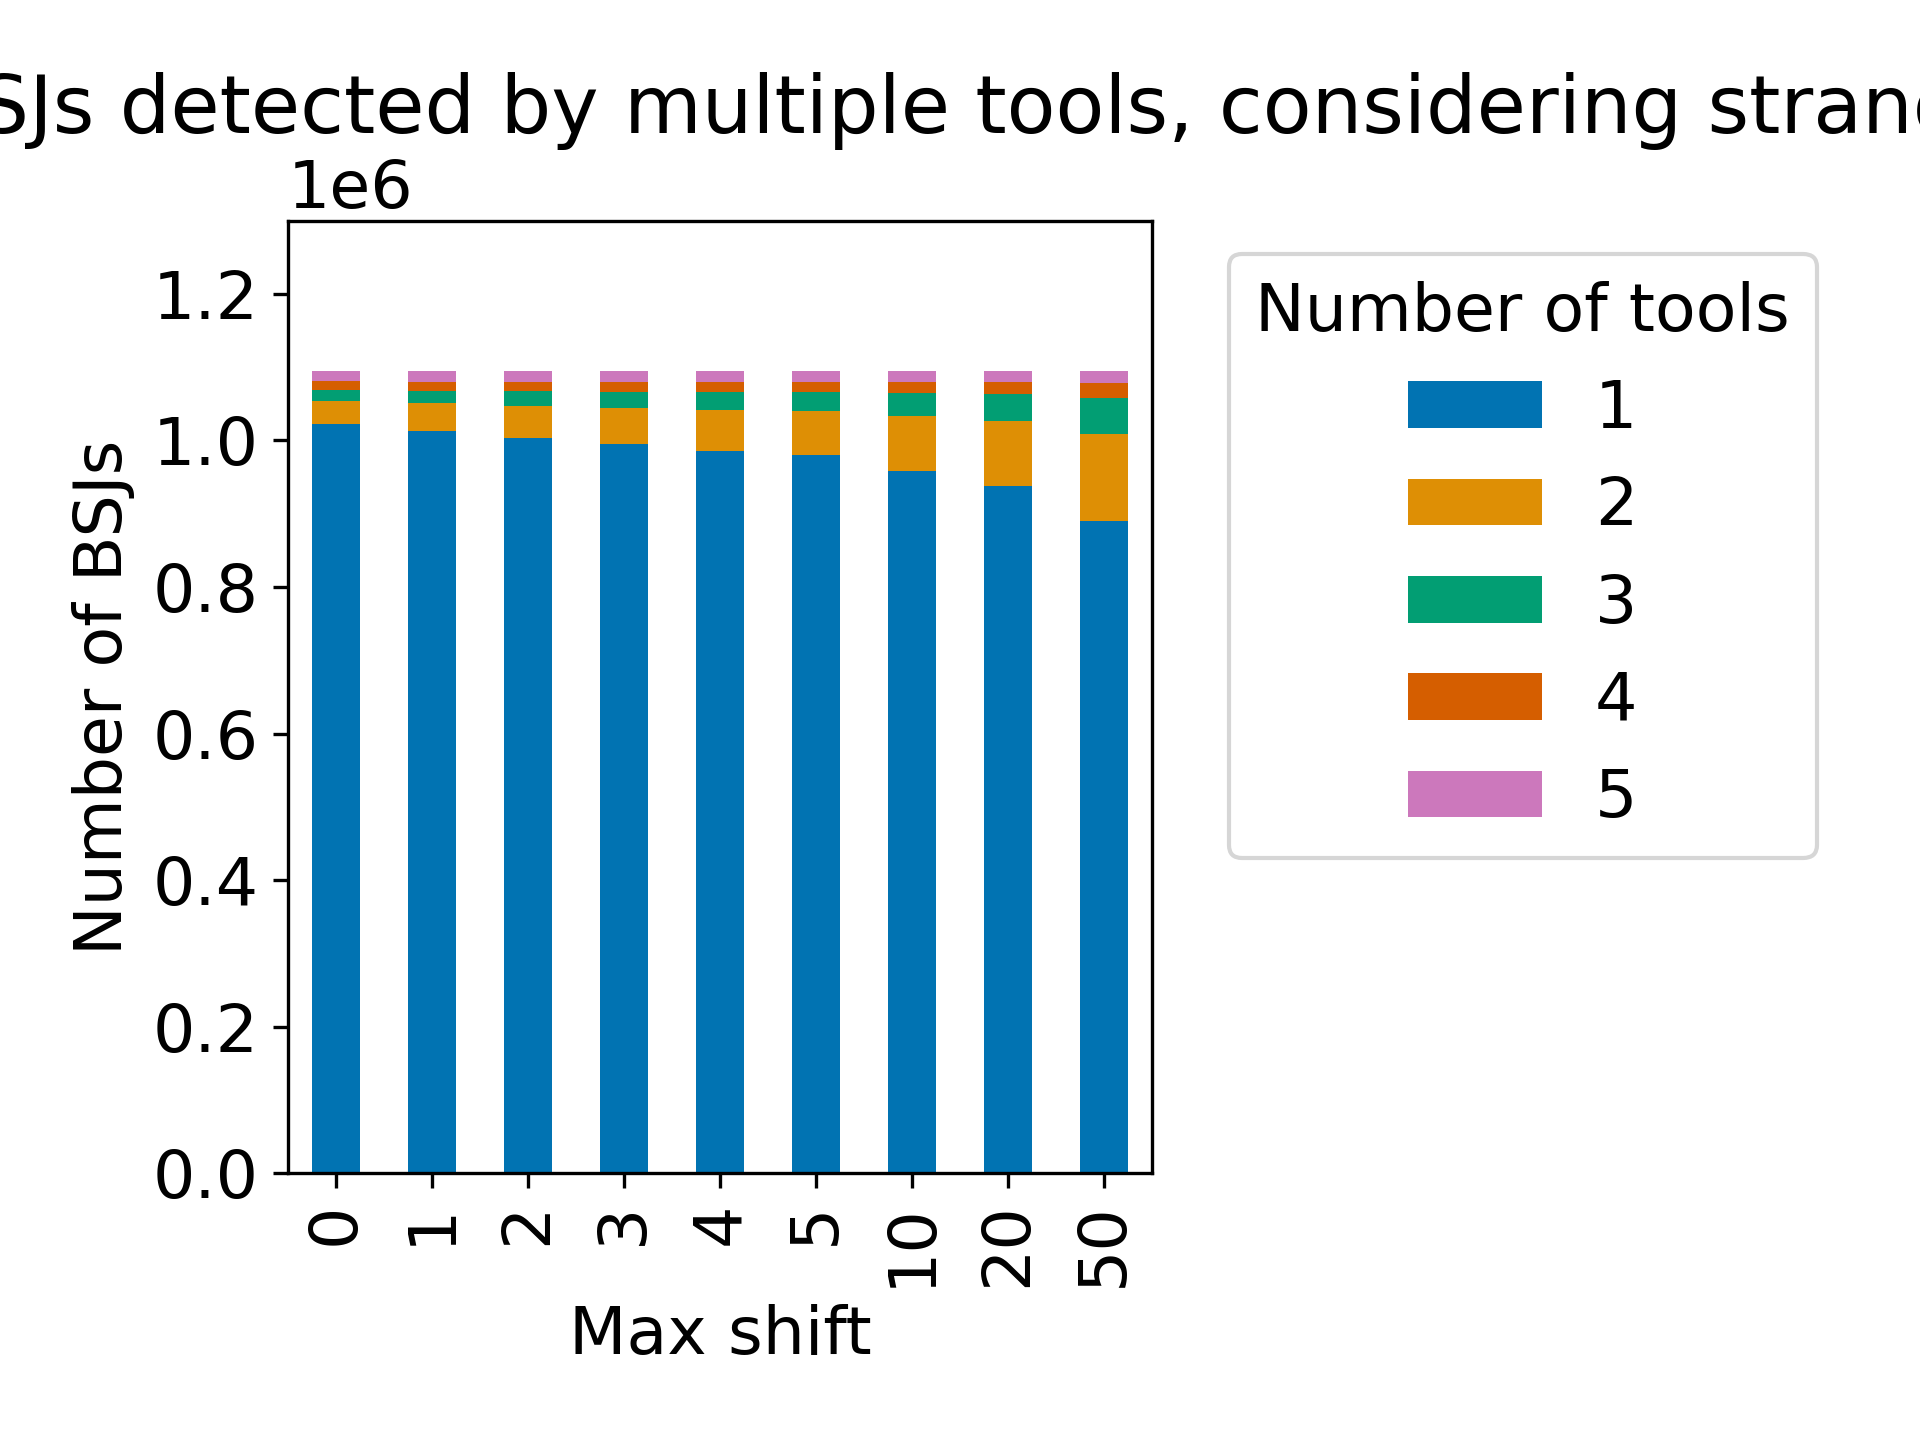 SJs detected by multiple tools, considering stran
1e6
1.2
1.0
0.8
0.6
0.4
0.2
0.0
Number of BSJs
0 1 2 3 4 5 10 20 50
Max shift
Number of tools
1
2
3
4
5